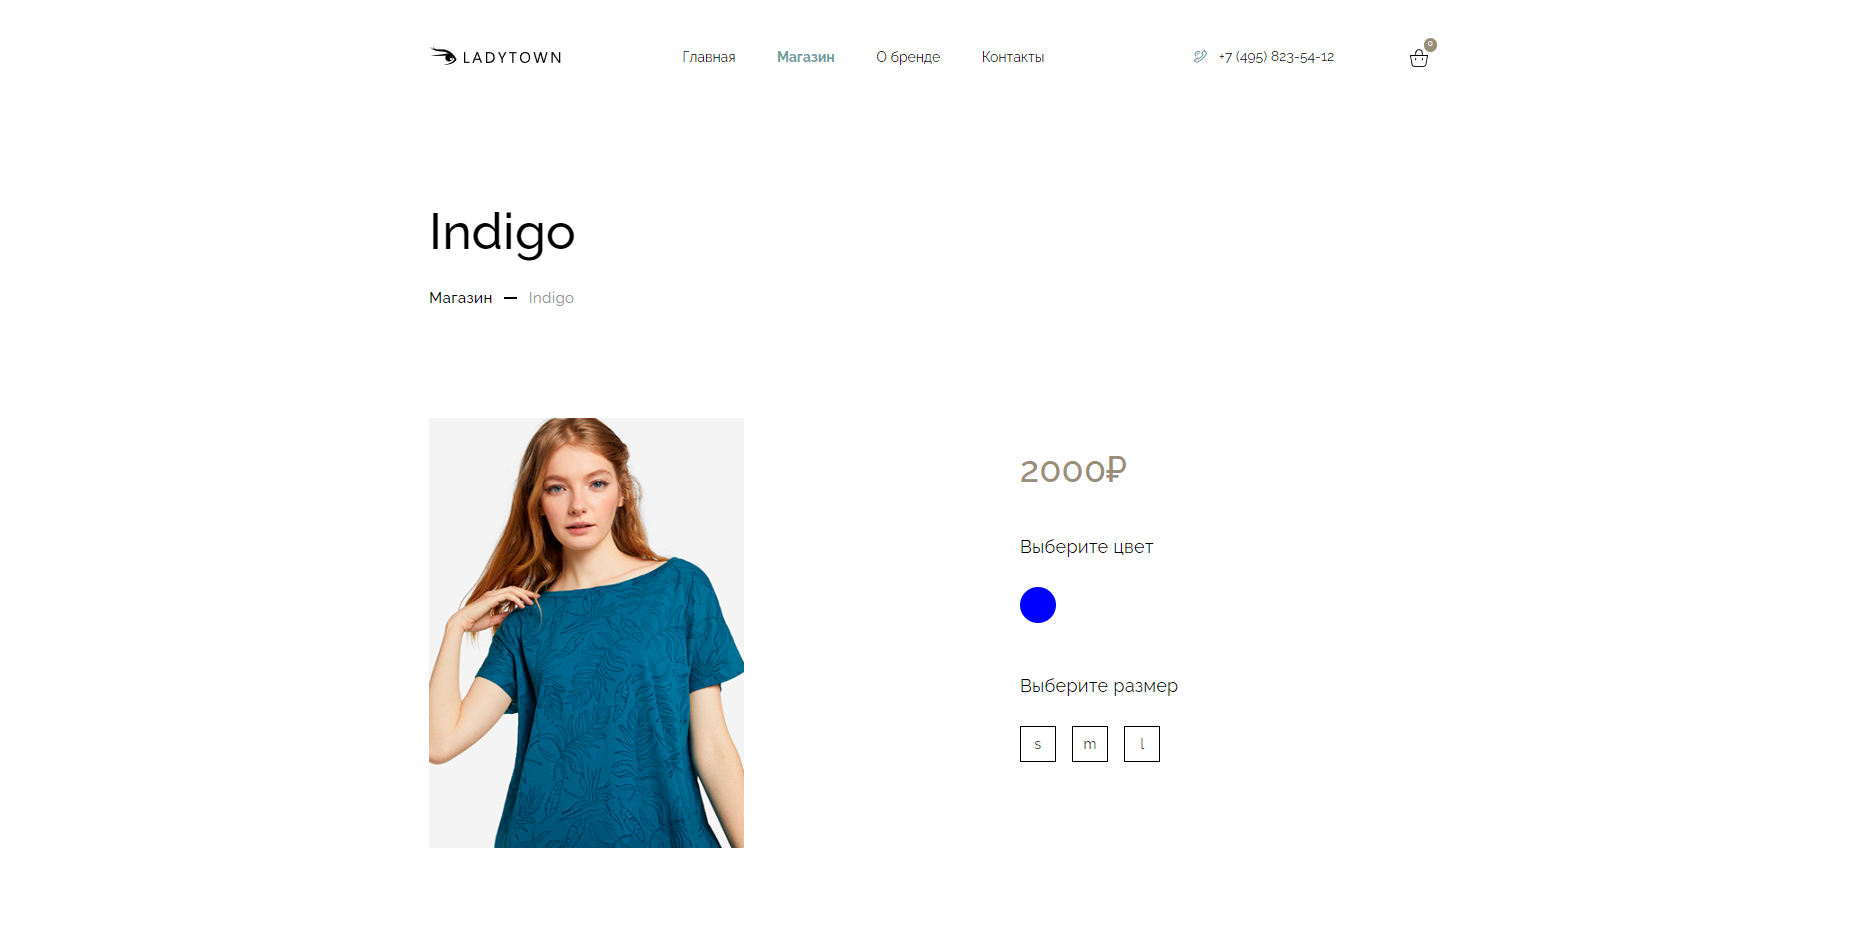 LADYTOWN Главная Магазин О бренде Контакты +7 (495) 823-54-12 0
Indigo
Магазин — Indigo
2000₽
Выберите цвет
Выберите размер
s m l